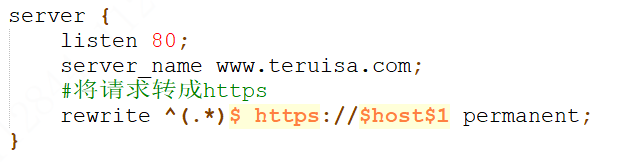 server {
listen 80;
server_name www.teruisa.com;
#将请求转成https
rewrite ^(.*)$ https://$host$1 permanent;
}